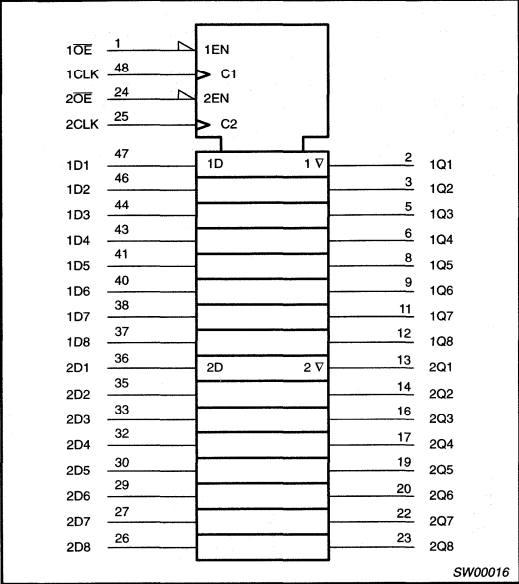 1O̅E̅ 1 1EN
1CLK 48 C1
2O̅E̅ 24 2EN
2CLK 25 C2
1D1 47 1D 1 ∇ 2 1Q1
1D2 46 3 1Q2
1D3 44 5 1Q3
1D4 43 6 1Q4
1D5 41 8 1Q5
1D6 40 9 1Q6
1D7 38 11 1Q7
1D8 37 12 1Q8
2D1 36 2D 2 ∇ 13 2Q1
2D2 35 14 2Q2
2D3 33 16 2Q3
2D4 32 17 2Q4
2D5 30 19 2Q5
2D6 29 20 2Q6
2D7 27 22 2Q7
2D8 26 23 2Q8
SW00016